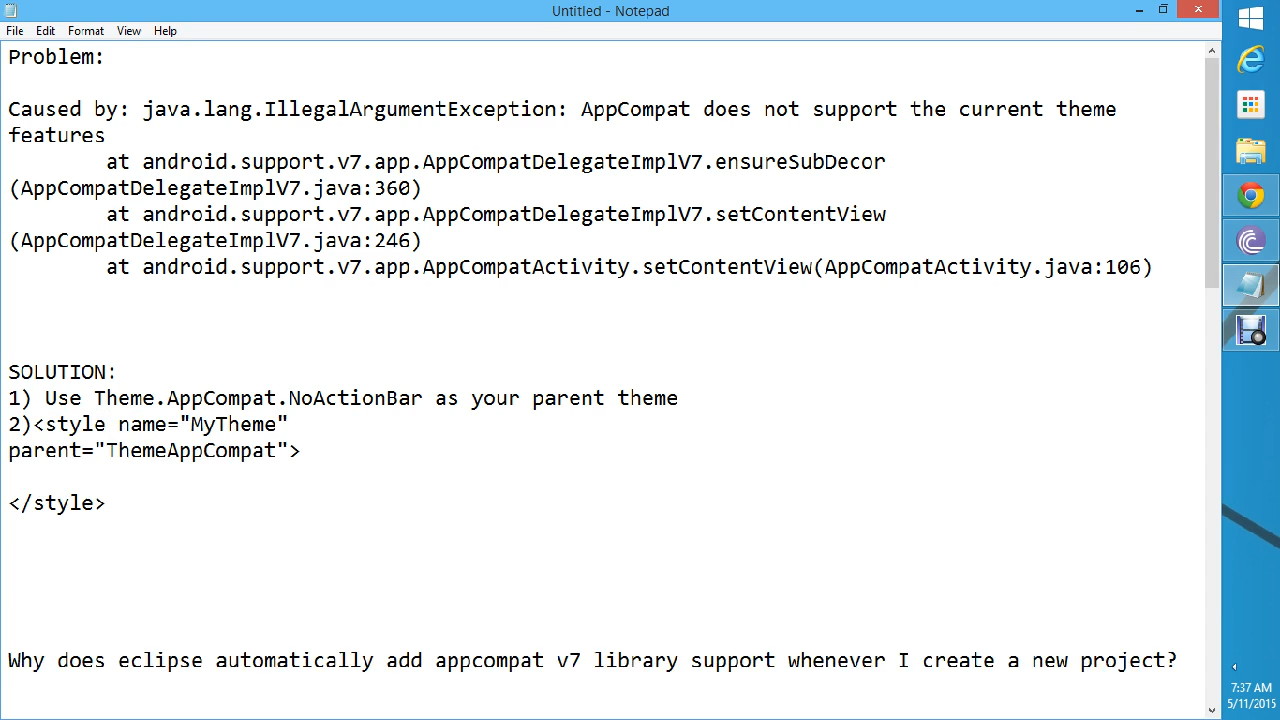 Untitled - Notepad
File Edit Format View Help
Problem:
Caused by: java.lang.IllegalArgumentException: AppCompat does not support the current theme
features
at android.support.v7.app.AppCompatDelegateImplV7.ensureSubDecor
(AppCompatDelegateImplV7.java:360)
at android.support.v7.app.AppCompatDelegateImplV7.setContentView
(AppCompatDelegateImplV7.java:246)
at android.support.v7.app.AppCompatActivity.setContentView(AppCompatActivity.java:106)
SOLUTION:
1) Use Theme.AppCompat.NoActionBar as your parent theme
2)<style name="MyTheme"
parent="ThemeAppCompat">
</style>
Why does eclipse automatically add appcompat v7 library support whenever I create a new project?
7:37 AM
5/11/2015